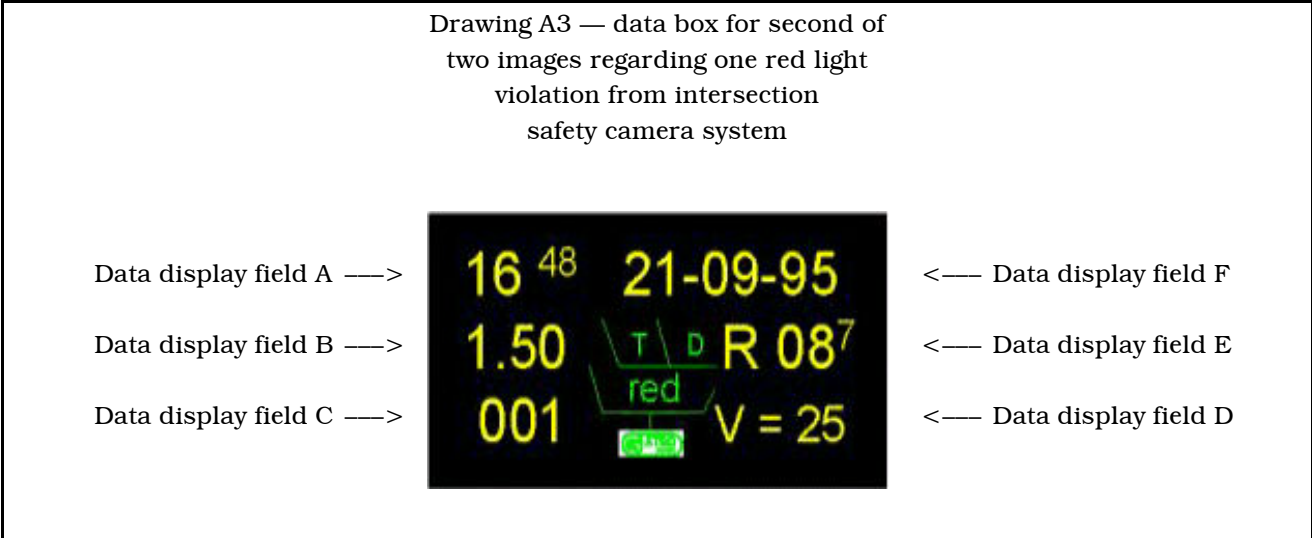 Drawing A3 — data box for second of
two images regarding one red light
violation from intersection
safety camera system
Data display field A –––> 16 48 21-09-95 <––– Data display field F
Data display field B –––> 1.50 T D R 08⁷ <––– Data display field E
red
Data display field C –––> 001 V = 25 <––– Data display field D